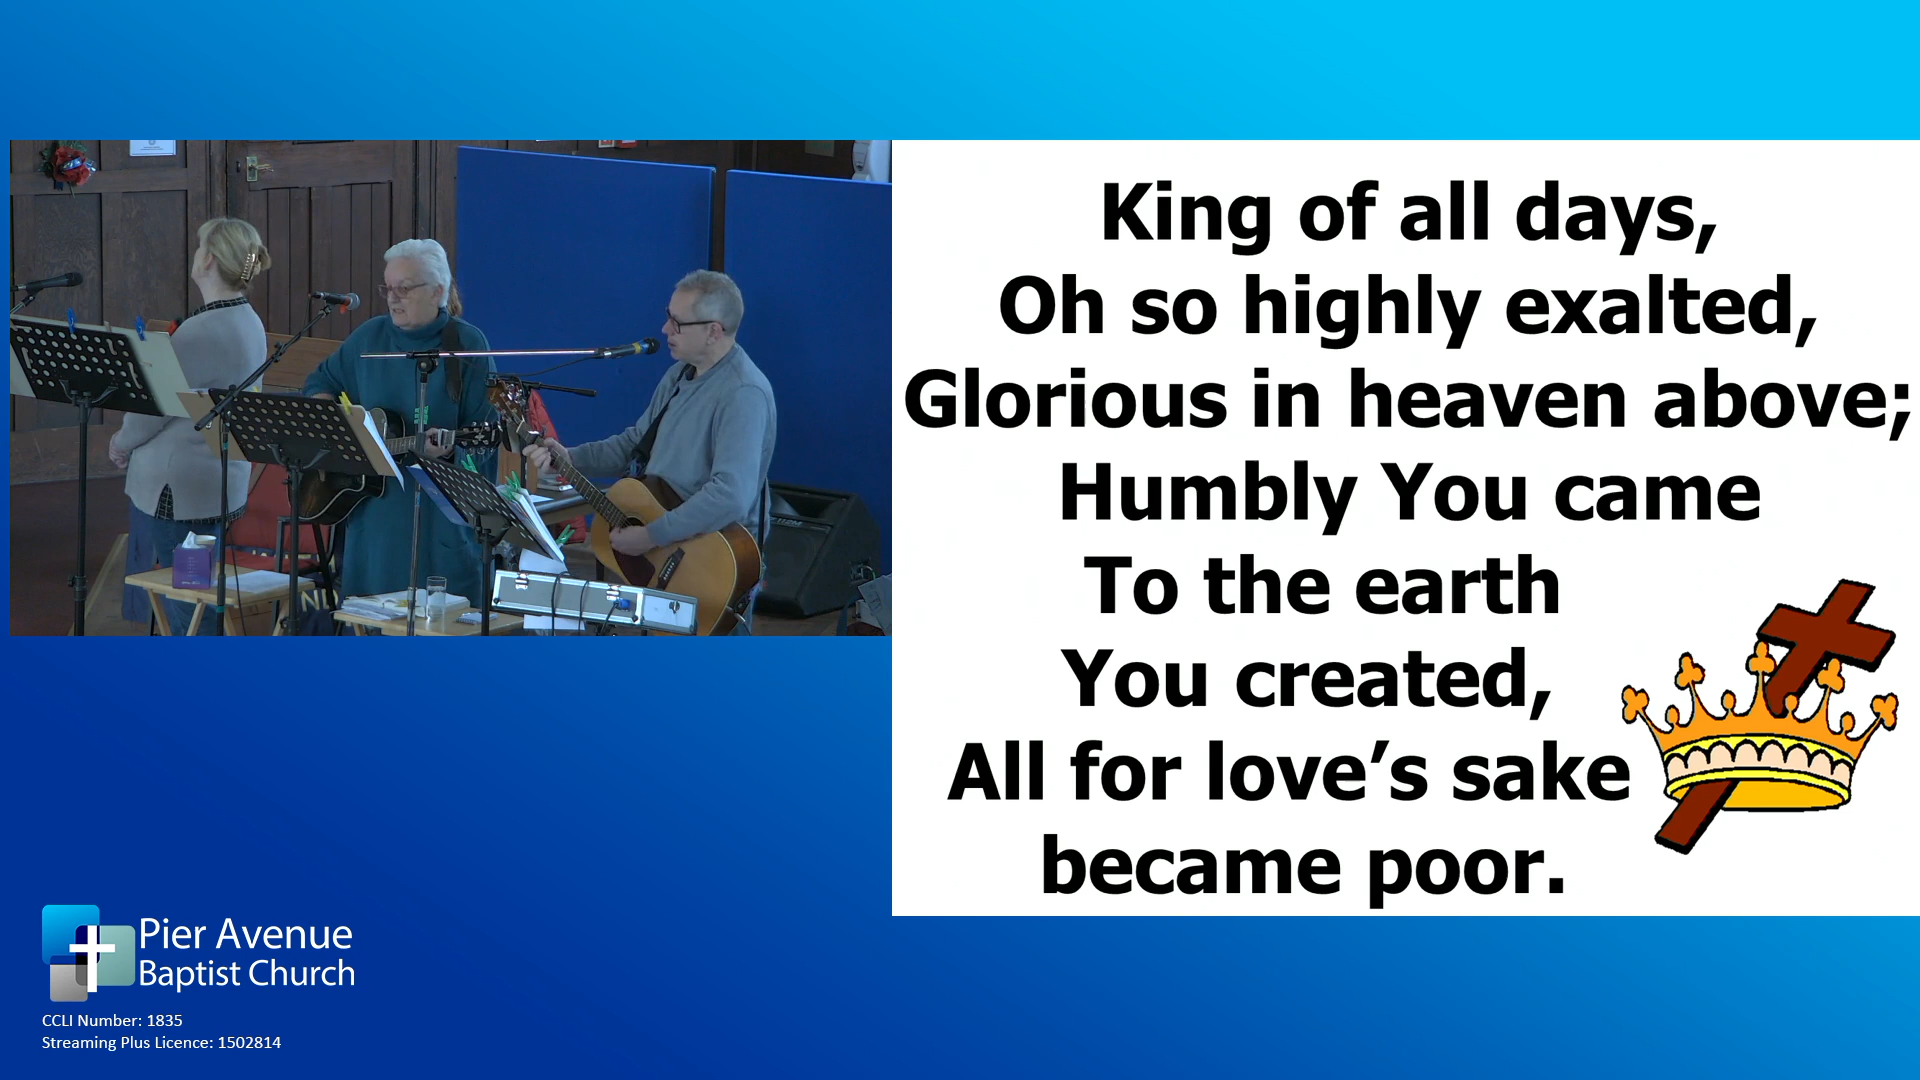 King of all days,
Oh so highly exalted,
Glorious in heaven above;
Humbly You came
To the earth
You created,
All for love’s sake
became poor.
Pier Avenue
Baptist Church
CCLI Number: 1835
Streaming Plus Licence: 1502814